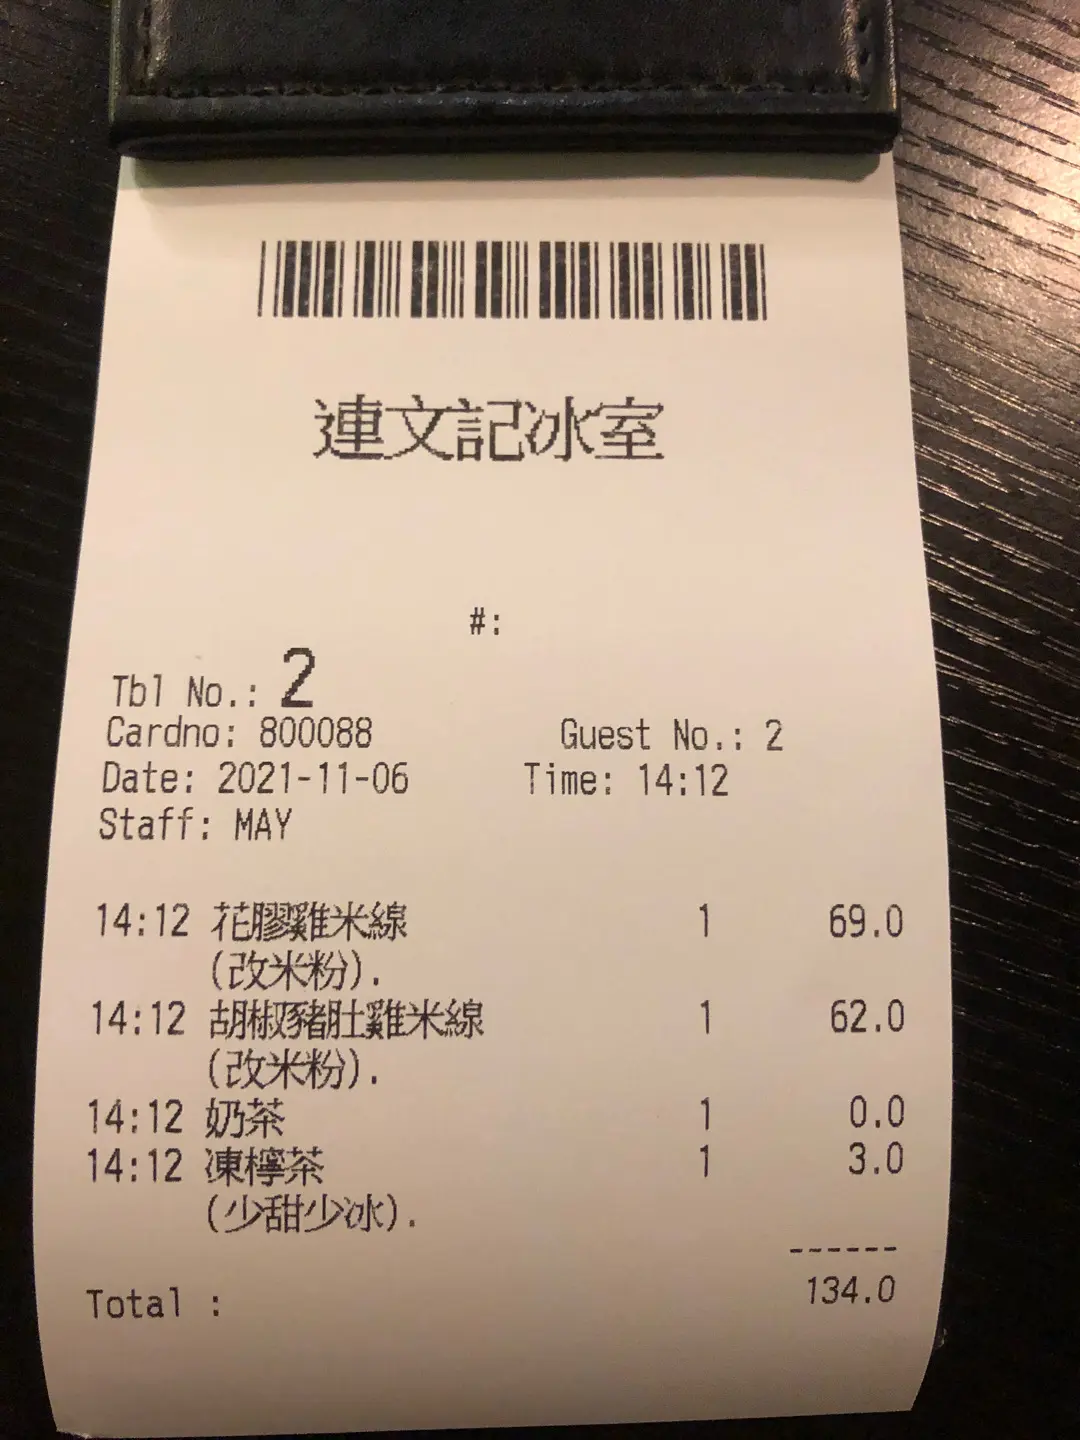 連文記冰室
#:
Tbl No.: 2
Cardno: 800088 Guest No.: 2
Date: 2021-11-06 Time: 14:12
Staff: MAY
14:12 花膠雞米線 1 69.0
(改米粉).
14:12 胡椒豬肚雞米線 1 62.0
(改米粉).
14:12 奶茶 1 0.0
14:12 凍檸茶 1 3.0
(少甜少冰).
------
Total : 134.0